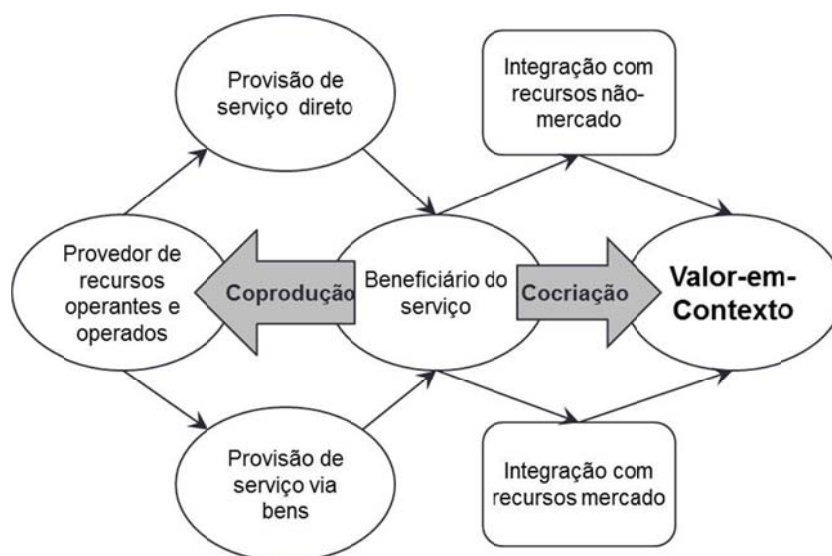 Provisão de
serviço direto
Integração com
recursos não-
mercado
Provedor de
recursos
operantes e
operados
Coprodução
Beneficiário do
serviço
Cocriação
Valor-em-
Contexto
Provisão de
serviço via
bens
Integração com
recursos mercado